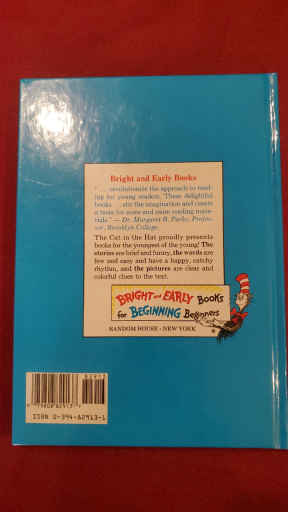 Bright and Early Books
". . . revolutionize the approach to read-
ing for young readers. These delightful
books . . . stir the imagination and create
a taste for more and more reading mate-
rials." — Dr. Margaret B. Parke, Profes-
sor, Brooklyn College.
The Cat in the Hat proudly presents
books for the youngest of the young! The
stories are brief and funny, the words are
few and easy and have a happy, catchy
rhythm, and the pictures are clear and
colorful clues to the text.
BRIGHT and EARLY Books
for BEGINNING Beginners
RANDOM HOUSE · NEW YORK
ISBN 0-394-82913-1